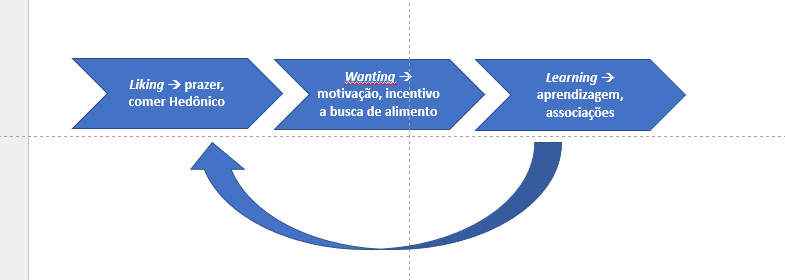 Liking → prazer,
comer Hedônico
Wanting →
motivação, incentivo
a busca de alimento
Learning →
aprendizagem,
associações